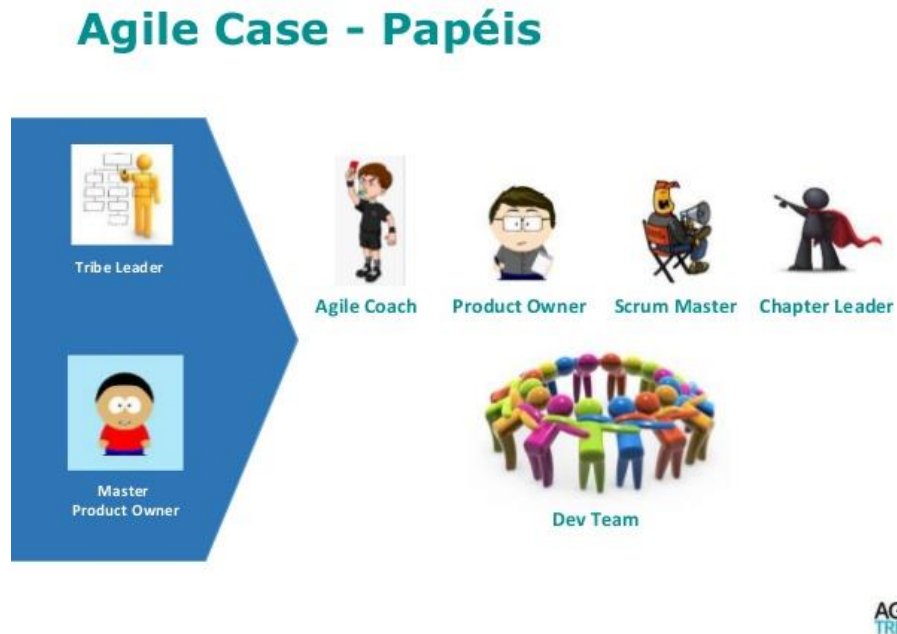 Agile Case - Papéis
Tribe Leader
Agile Coach
Product Owner
Scrum Master
Chapter Leader
Master
Product Owner
Dev Team